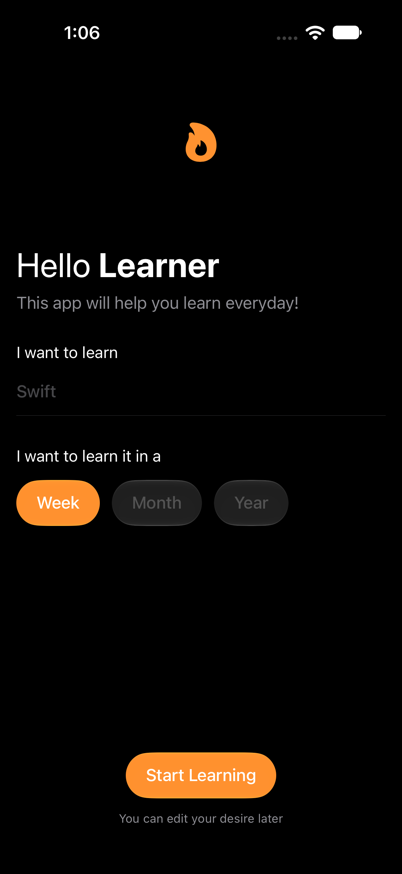 1:06
Hello Learner
This app will help you learn everyday!
I want to learn
Swift
I want to learn it in a
Week Month Year
Start Learning
You can edit your desire later